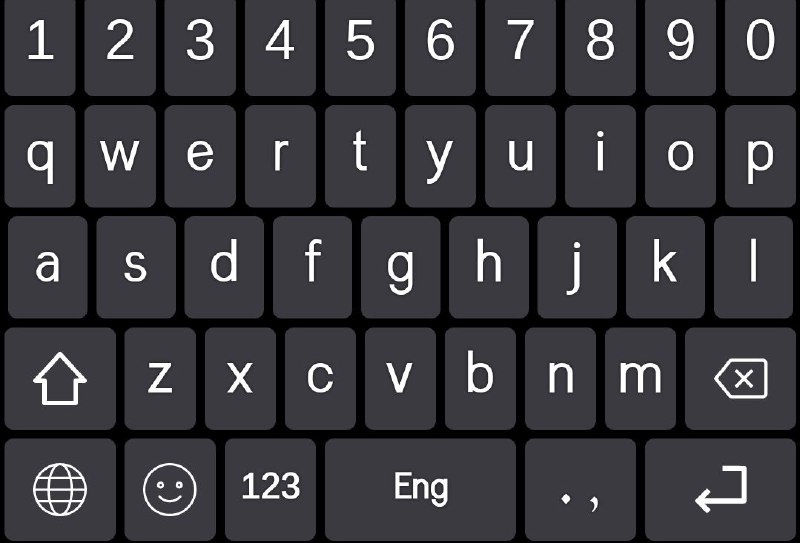 1 2 3 4 5 6 7 8 9 0
q w e r t y u i o p
a s d f g h j k l
z x c v b n m
123 Eng . ,